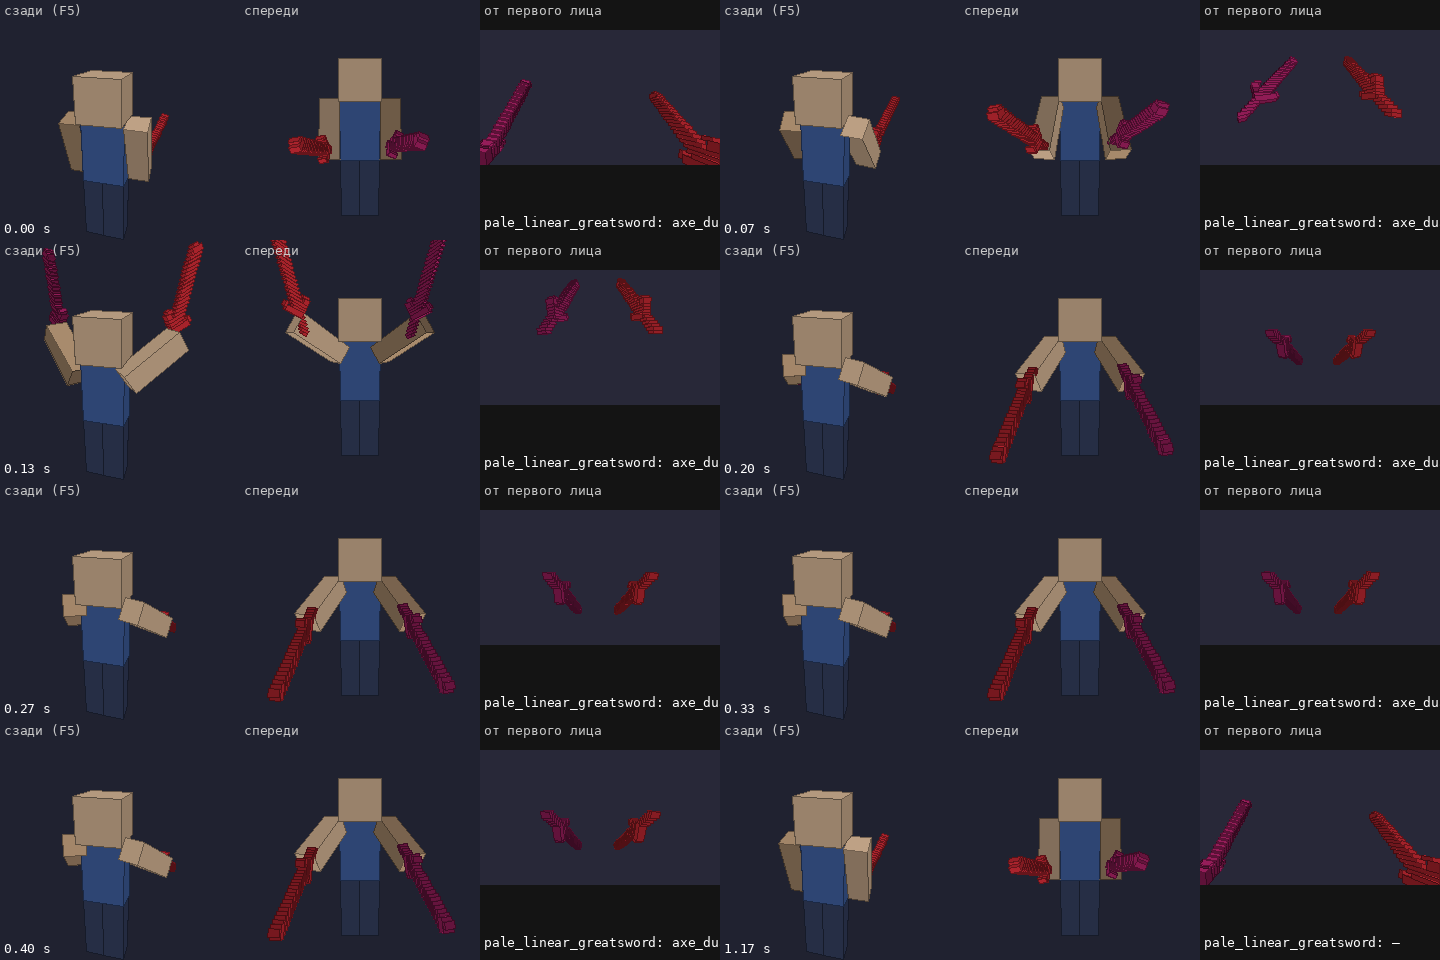 сзади (F5) спереди от первого лица сзади (F5) спереди от первого лица
0.00 s pale_linear_greatsword: axe_du 0.07 s pale_linear_greatsword: axe_du
сзади (F5) спереди от первого лица сзади (F5) спереди от первого лица
0.13 s pale_linear_greatsword: axe_du 0.20 s pale_linear_greatsword: axe_du
сзади (F5) спереди от первого лица сзади (F5) спереди от первого лица
0.27 s pale_linear_greatsword: axe_du 0.33 s pale_linear_greatsword: axe_du
сзади (F5) спереди от первого лица сзади (F5) спереди от первого лица
0.40 s pale_linear_greatsword: axe_du 1.17 s pale_linear_greatsword: —